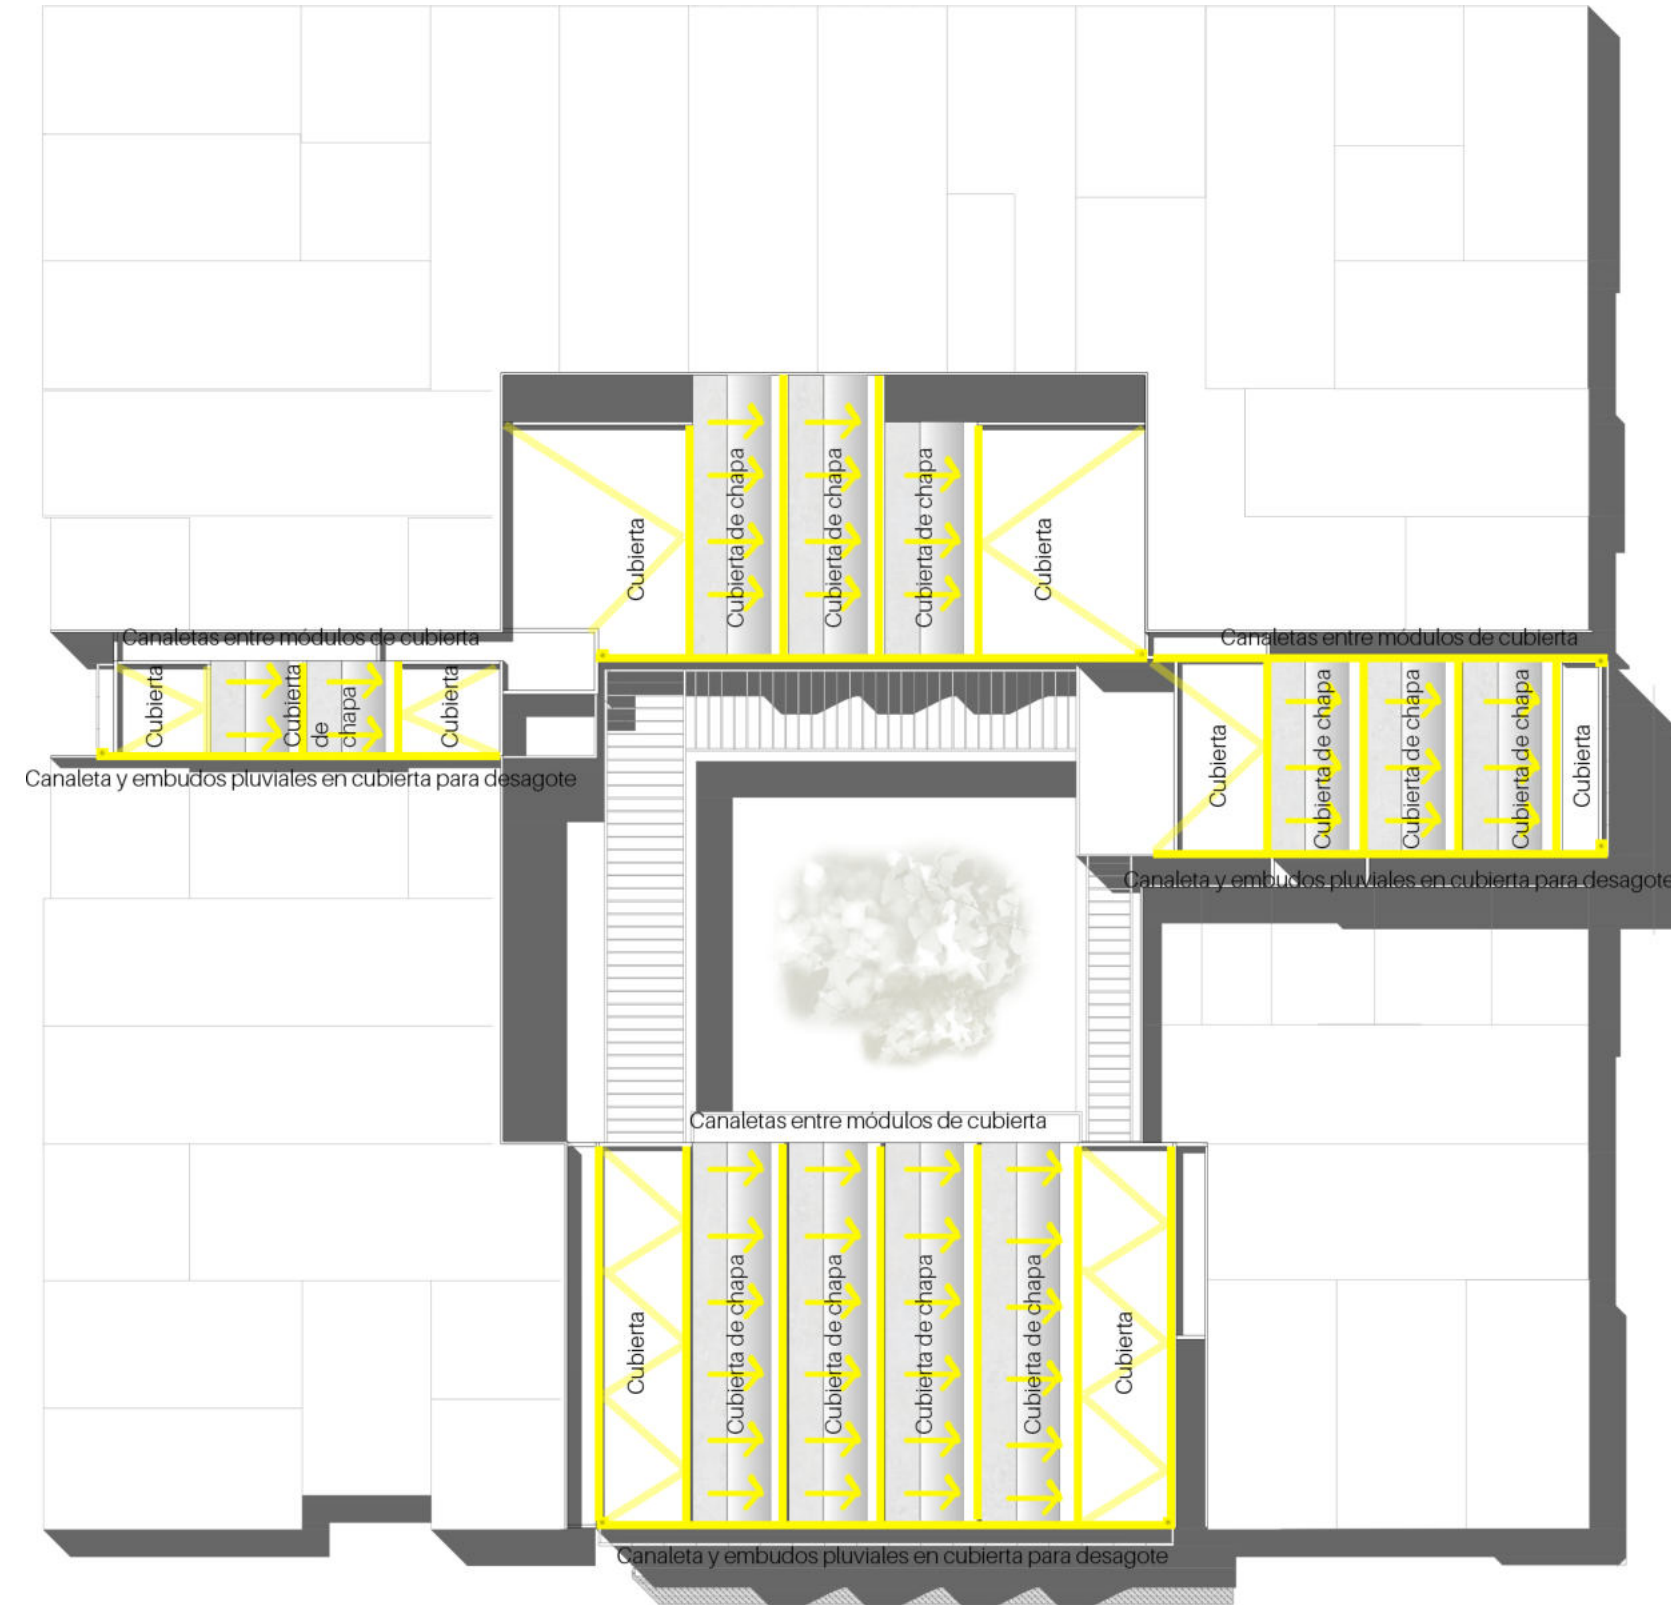 Cubierta de chapa
Cubierta de chapa
Cubierta de chapa
Cubierta
Cubierta
Canaletas entre módulos de cubierta
Canaletas entre módulos de cubierta
Cubierta
Cubierta
de
chapa
Cubierta
Cubierta
Cubierta de chapa
Cubierta de chapa
Cubierta de chapa
Cubierta
Canaleta y embudos pluviales en cubierta para desagote
Canaleta y embudos pluviales en cubierta para desagote
Canaletas entre módulos de cubierta
Cubierta
Cubierta de chapa
Cubierta de chapa
Cubierta de chapa
Cubierta de chapa
Cubierta
Canaleta y embudos pluviales en cubierta para desagote